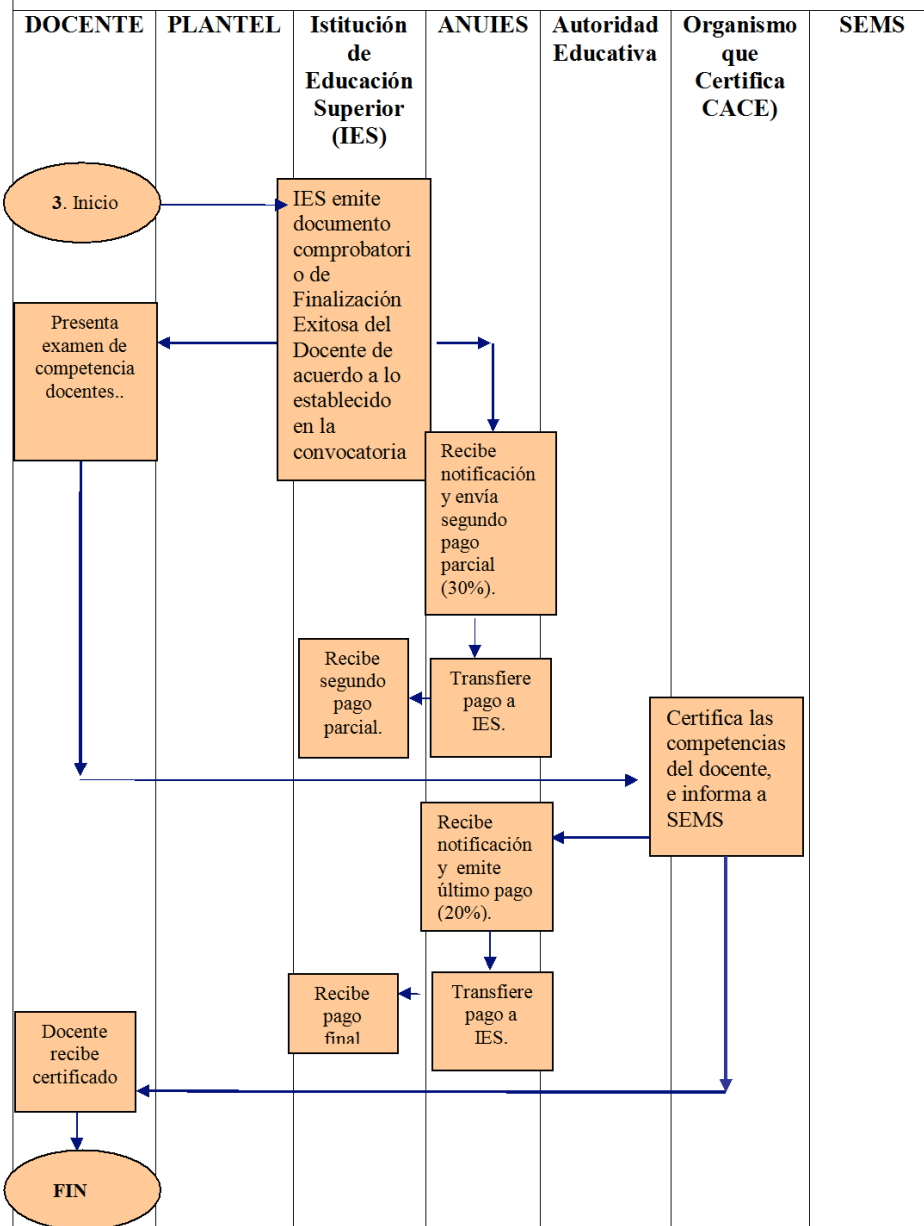 DOCENTE
PLANTEL
Istitución
de
Educación
Superior
(IES)
ANUIES
Autoridad
Educativa
Organismo
que
Certifica
CACE)
SEMS
3. Inicio
IES emite
documento
comprobatori
o de
Finalización
Exitosa del
Docente de
acuerdo a lo
establecido
en la
convocatoria
Presenta
examen de
competencia
docentes..
Recibe
notificación
y envía
segundo
pago
parcial
(30%).
Recibe
segundo
pago
parcial.
Transfiere
pago a
IES.
Certifica las
competencias
del docente,
e informa a
SEMS
Recibe
notificación
y emite
último pago
(20%).
Recibe
pago
final
Transfiere
pago a
IES.
Docente
recibe
certificado
FIN